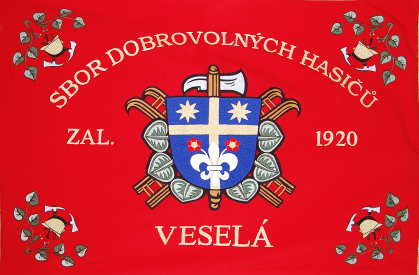 SBOR DOBROVOLNÝCH HASIČŮ
ZAL. 1920
VESELÁ